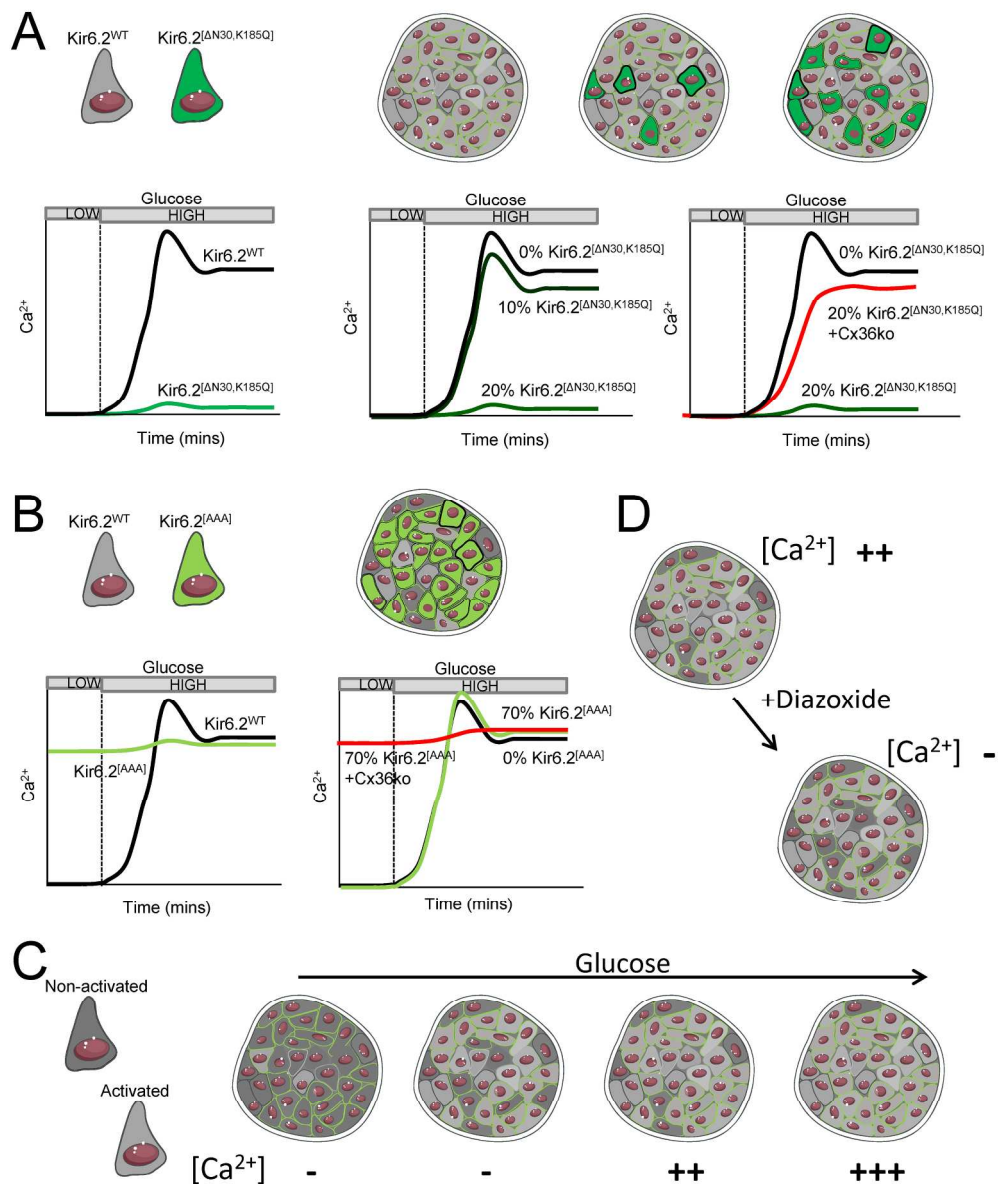 A
Kir6.2^WT
Kir6.2^[ΔN30,K185Q]
Glucose
LOW
HIGH
Kir6.2^WT
Kir6.2^[ΔN30,K185Q]
Ca²⁺
Time (mins)
Glucose
LOW
HIGH
0% Kir6.2^[ΔN30,K185Q]
10% Kir6.2^[ΔN30,K185Q]
20% Kir6.2^[ΔN30,K185Q]
Ca²⁺
Time (mins)
Glucose
LOW
HIGH
0% Kir6.2^[ΔN30,K185Q]
20% Kir6.2^[ΔN30,K185Q]
+Cx36ko
20% Kir6.2^[ΔN30,K185Q]
Ca²⁺
Time (mins)
B
Kir6.2^WT
Kir6.2^[AAA]
Glucose
LOW
HIGH
Kir6.2^WT
Kir6.2^[AAA]
Ca²⁺
Time (mins)
Glucose
LOW
HIGH
70% Kir6.2^[AAA]
70% Kir6.2^[AAA]
+Cx36ko
0% Kir6.2^[AAA]
Ca²⁺
Time (mins)
D
[Ca²⁺] ++
+Diazoxide
[Ca²⁺] -
C
Non-activated
Activated
Glucose
[Ca²⁺] - - ++ +++